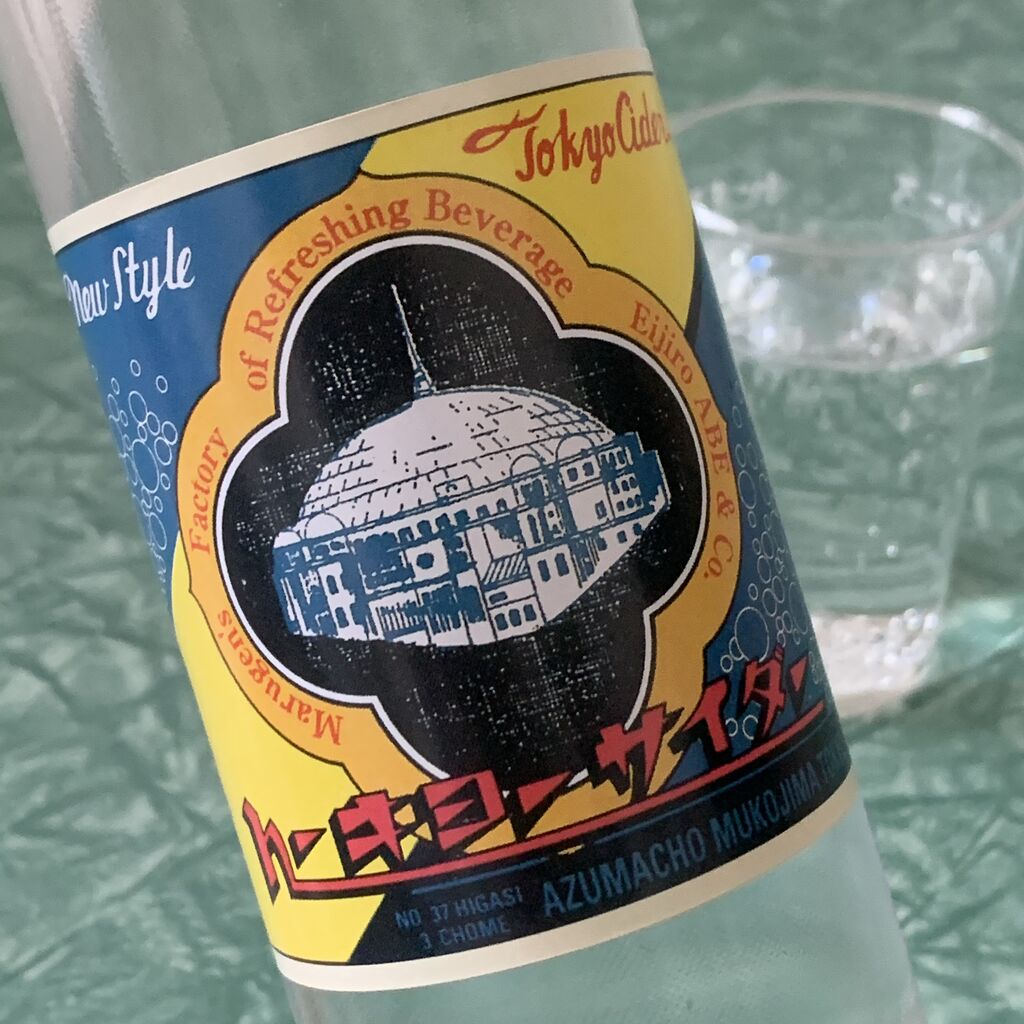 New Style
Tokyo Cider
Marugen's Factory of Refreshing Beverage Eijiro ABE & Co.
トーキヨーサイダー
NO 37 HIGASI
3 CHOME
AZUMACHO MUKOJIMA